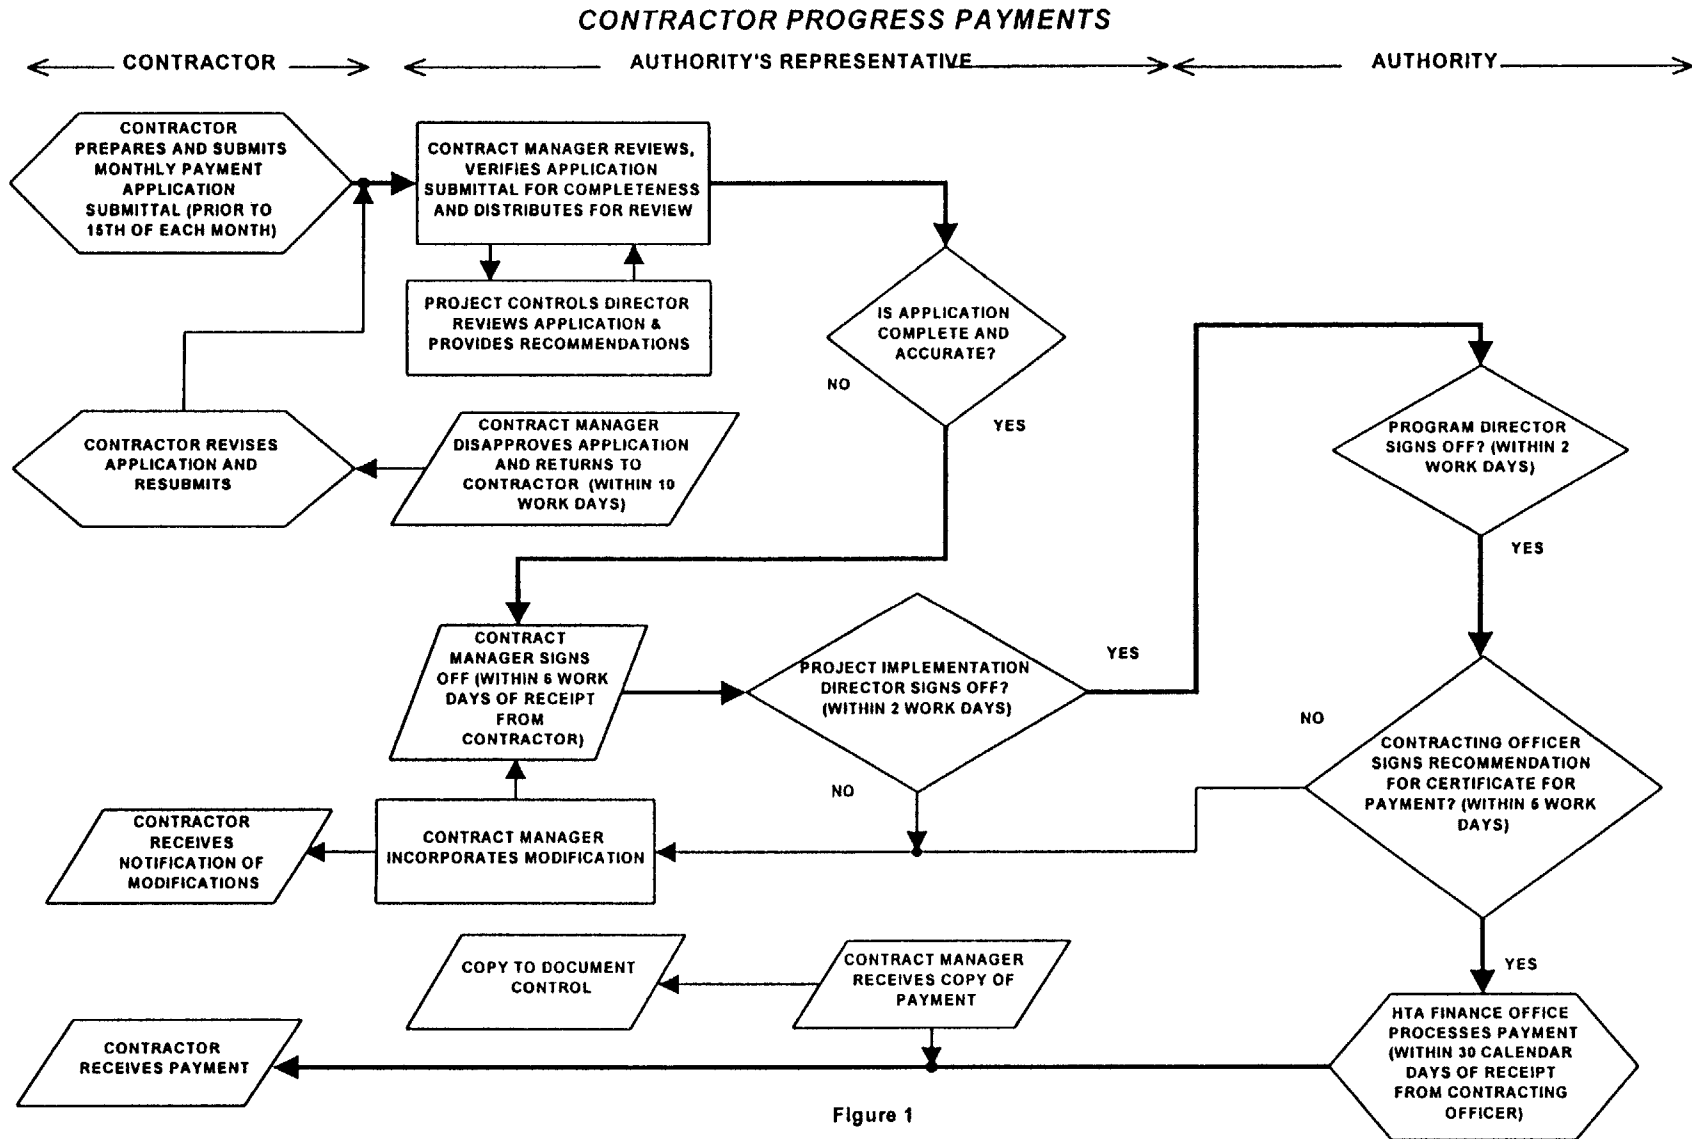 CONTRACTOR PROGRESS PAYMENTS
CONTRACTOR
AUTHORITY'S REPRESENTATIVE
AUTHORITY
CONTRACTOR
PREPARES AND SUBMITS
MONTHLY PAYMENT
APPLICATION
SUBMITTAL (PRIOR TO
15TH OF EACH MONTH)
CONTRACT MANAGER REVIEWS,
VERIFIES APPLICATION
SUBMITTAL FOR COMPLETENESS
AND DISTRIBUTES FOR REVIEW
PROJECT CONTROLS DIRECTOR
REVIEWS APPLICATION &
PROVIDES RECOMMENDATIONS
IS APPLICATION
COMPLETE AND
ACCURATE?
NO
YES
PROGRAM DIRECTOR
SIGNS OFF? (WITHIN 2
WORK DAYS)
YES
CONTRACTOR REVISES
APPLICATION AND
RESUBMITS
CONTRACT MANAGER
DISAPPROVES APPLICATION
AND RETURNS TO
CONTRACTOR (WITHIN 10
WORK DAYS)
CONTRACT
MANAGER SIGNS
OFF (WITHIN 5 WORK
DAYS OF RECEIPT
FROM
CONTRACTOR)
PROJECT IMPLEMENTATION
DIRECTOR SIGNS OFF?
(WITHIN 2 WORK DAYS)
YES
NO
NO
CONTRACTING OFFICER
SIGNS RECOMMENDATION
FOR CERTIFICATE FOR
PAYMENT? (WITHIN 5 WORK
DAYS)
YES
CONTRACTOR
RECEIVES
NOTIFICATION OF
MODIFICATIONS
CONTRACT MANAGER
INCORPORATES MODIFICATION
COPY TO DOCUMENT
CONTROL
CONTRACT MANAGER
RECEIVES COPY OF
PAYMENT
HTA FINANCE OFFICE
PROCESSES PAYMENT
(WITHIN 30 CALENDAR
DAYS OF RECEIPT
FROM CONTRACTING
OFFICER)
CONTRACTOR
RECEIVES PAYMENT
Figure 1